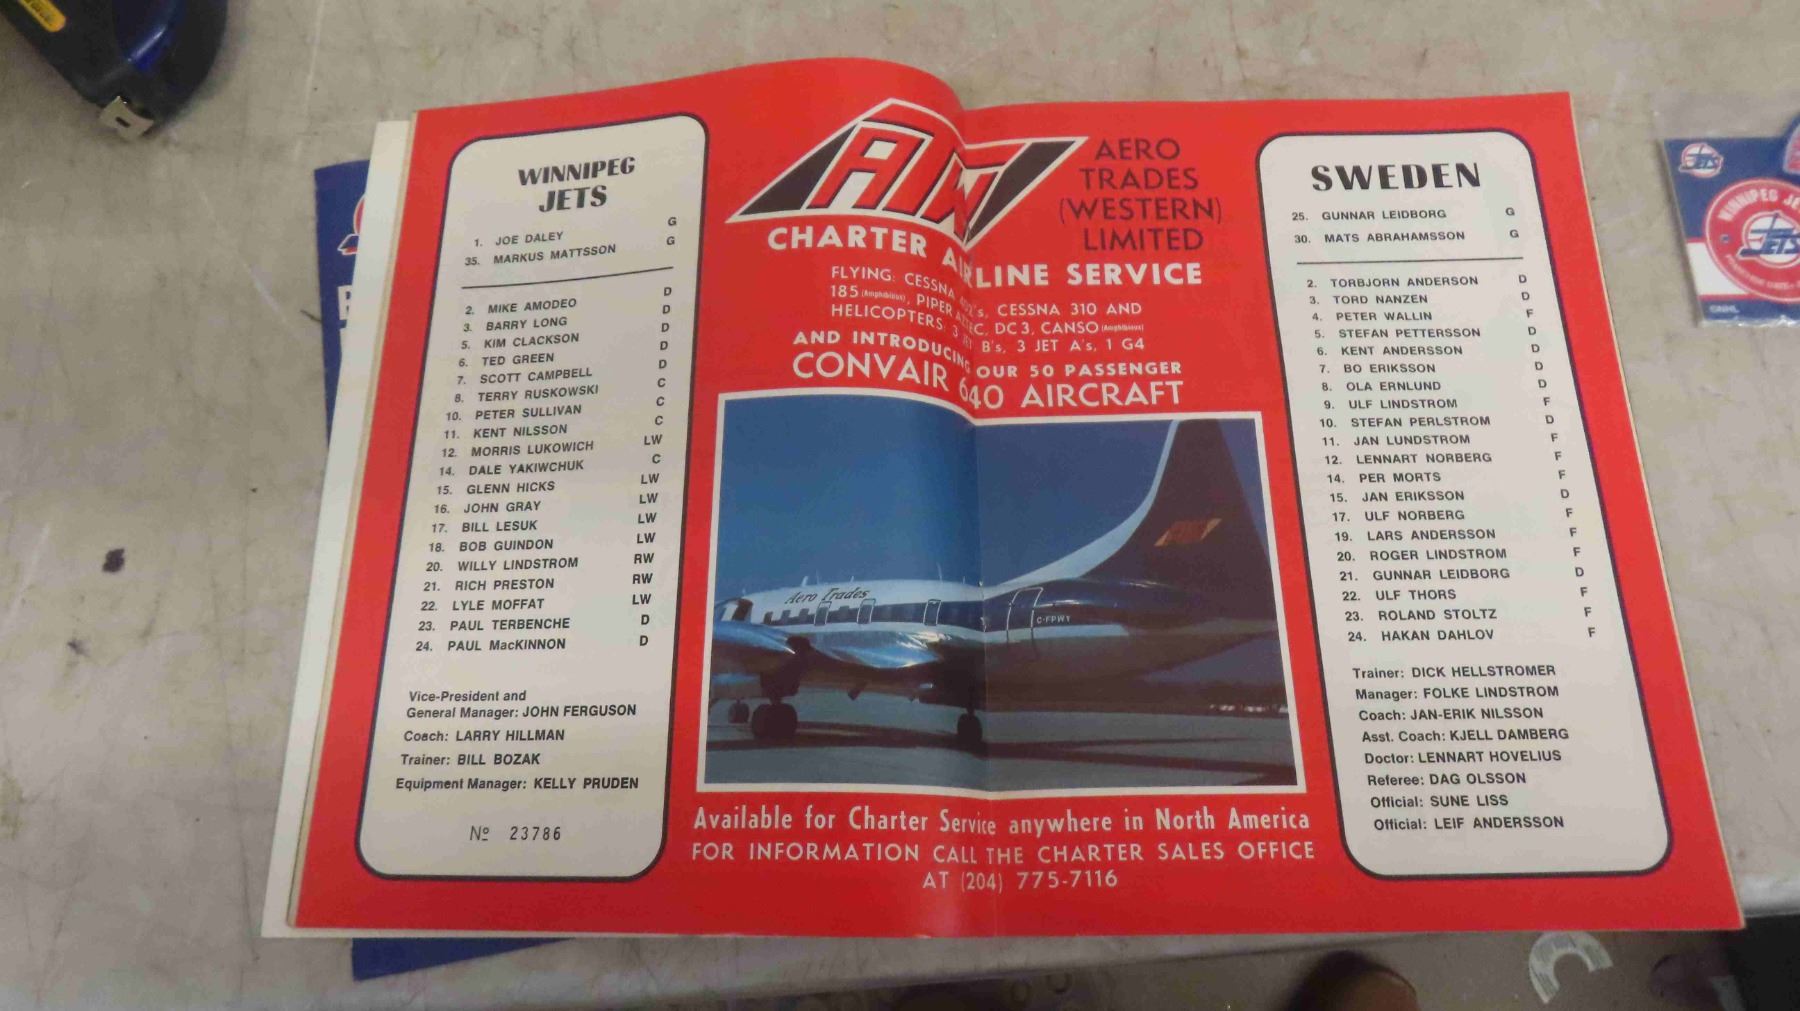 WINNIPEG
JETS
1. JOE DALEY G
35. MARKUS MATTSSON G
2. MIKE AMODEO D
3. BARRY LONG D
5. KIM CLACKSON D
6. TED GREEN D
7. SCOTT CAMPBELL D
8. TERRY RUSKOWSKI C
10. PETER SULLIVAN C
11. KENT NILSSON C
12. MORRIS LUKOWICH LW
14. DALE YAKIWCHUK C
15. GLENN HICKS LW
16. JOHN GRAY LW
17. BILL LESUK LW
18. BOB GUINDON LW
20. WILLY LINDSTROM RW
21. RICH PRESTON RW
22. LYLE MOFFAT LW
23. PAUL TERBENCHE D
24. PAUL MacKINNON D
Vice-President and
General Manager: JOHN FERGUSON
Coach: LARRY HILLMAN
Trainer: BILL BOZAK
Equipment Manager: KELLY PRUDEN
Nº 23786
ATW
AERO
TRADES
(WESTERN)
LIMITED
CHARTER AIRLINE SERVICE
FLYING: CESSNA 402's, CESSNA 310 AND
185 (Amphibious), PIPER AZTEC, DC3, CANSO (Amphibious)
HELICOPTERS: 3 JET B's, 3 JET A's, 1 G4
AND INTRODUCING OUR 50 PASSENGER
CONVAIR 640 AIRCRAFT
Aero Trades
C-FPWY
Available for Charter Service anywhere in North America
FOR INFORMATION CALL THE CHARTER SALES OFFICE
AT (204) 775-7116
SWEDEN
25. GUNNAR LEIDBORG G
30. MATS ABRAHAMSSON G
2. TORBJORN ANDERSON D
3. TORD NANZEN D
4. PETER WALLIN F
5. STEFAN PETTERSSON D
6. KENT ANDERSSON D
7. BO ERIKSSON D
8. OLA ERNLUND D
9. ULF LINDSTROM F
10. STEFAN PERLSTROM D
11. JAN LUNDSTROM F
12. LENNART NORBERG F
14. PER MORTS F
15. JAN ERIKSSON D
17. ULF NORBERG F
19. LARS ANDERSSON F
20. ROGER LINDSTROM F
21. GUNNAR LEIDBORG D
22. ULF THORS F
23. ROLAND STOLTZ F
24. HAKAN DAHLOV F
Trainer: DICK HELLSTROMER
Manager: FOLKE LINDSTROM
Coach: JAN-ERIK NILSSON
Asst. Coach: KJELL DAMBERG
Doctor: LENNART HOVELIUS
Referee: DAG OLSSON
Official: SUNE LISS
Official: LEIF ANDERSSON
JETS
WINNIPEG JE
JETS